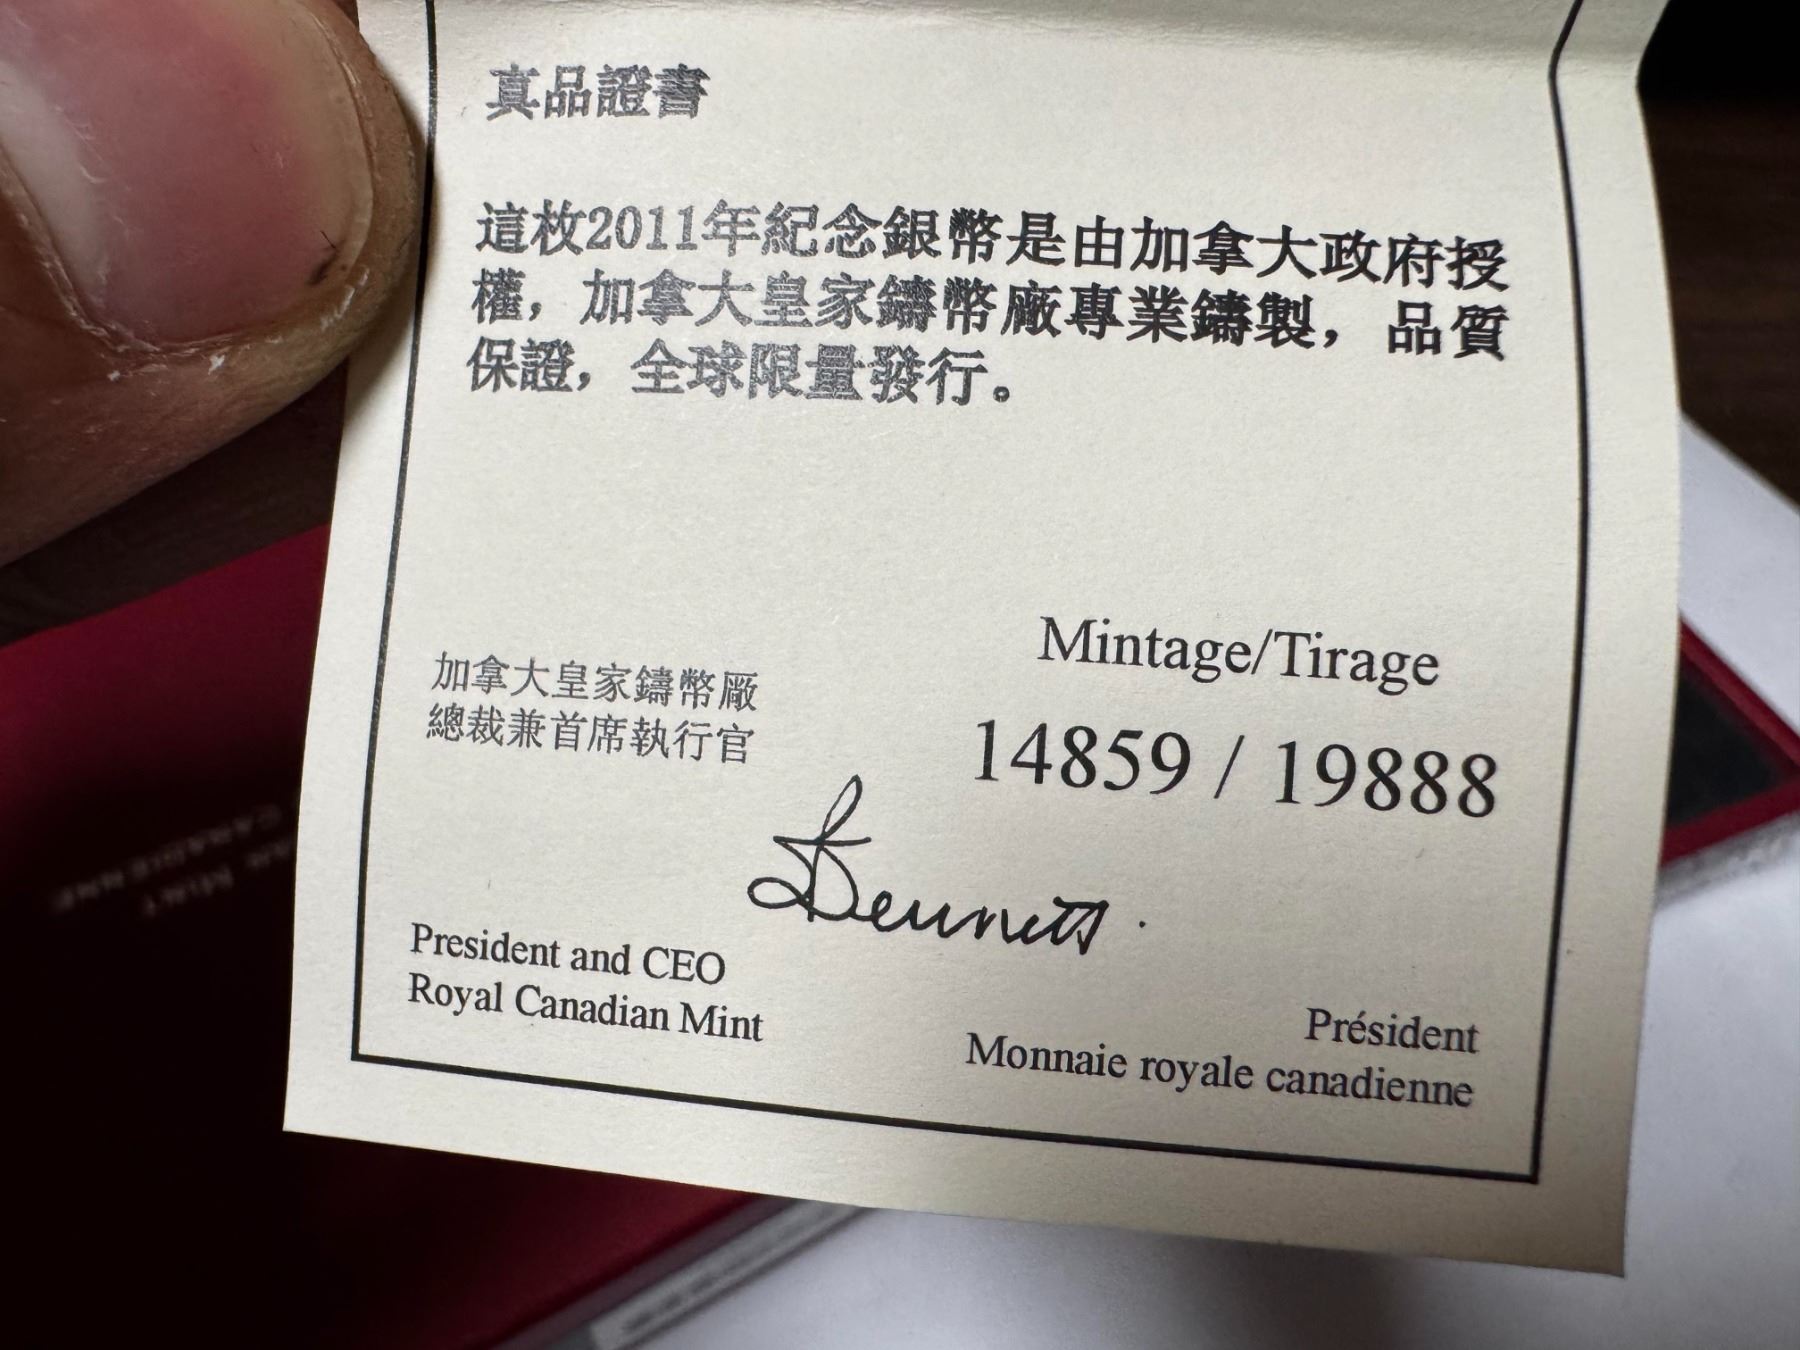 真品證書
這枚2011年紀念銀幣是由加拿大政府授
權，加拿大皇家鑄幣廠專業鑄製，品質
保證，全球限量發行。
Mintage/Tirage
14859 / 19888
加拿大皇家鑄幣廠
總裁兼首席執行官
Bennett
President and CEO
Royal Canadian Mint
Président
Monnaie royale canadienne